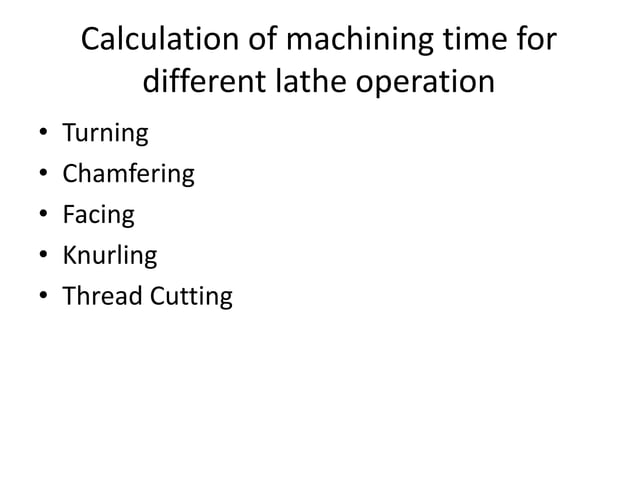 Calculation of machining time for
different lathe operation
• Turning
• Chamfering
• Facing
• Knurling
• Thread Cutting